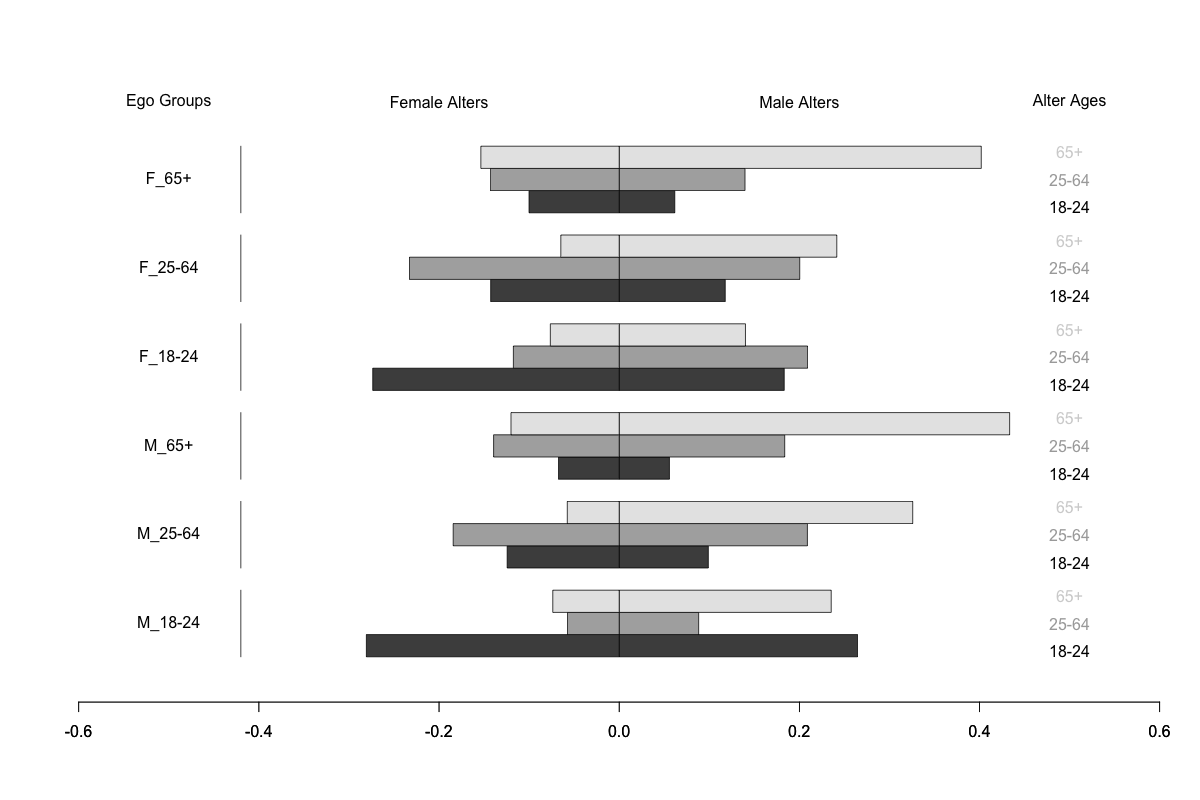 Ego Groups Female Alters Male Alters Alter Ages
65+
F_65+ 25-64
18-24
65+
F_25-64 25-64
18-24
65+
F_18-24 25-64
18-24
65+
M_65+ 25-64
18-24
65+
M_25-64 25-64
18-24
65+
M_18-24 25-64
18-24
-0.6 -0.4 -0.2 0.0 0.2 0.4 0.6